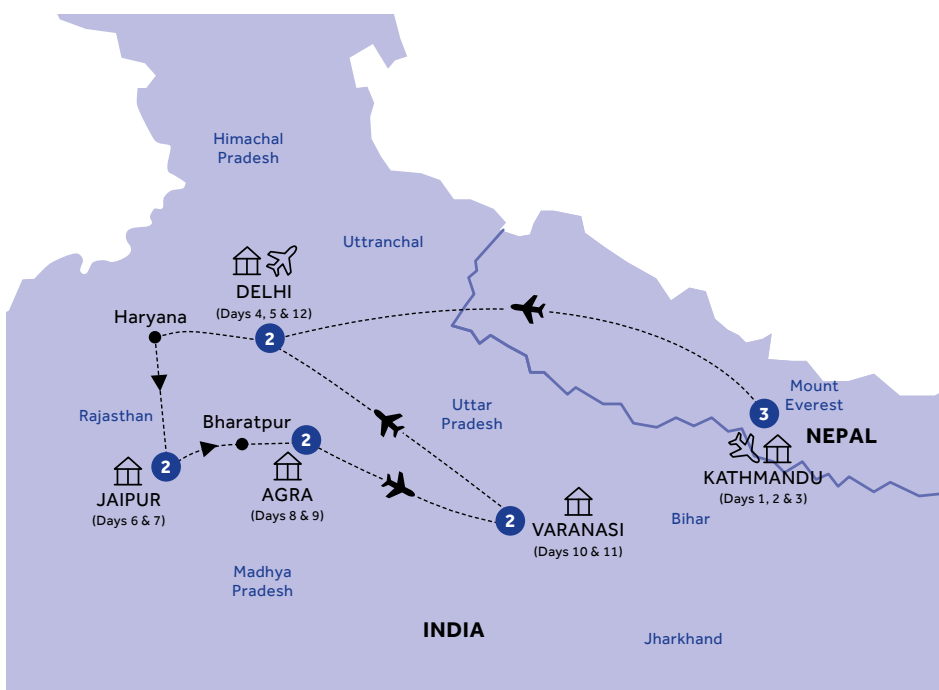 Himachal
Pradesh
Uttranchal
DELHI
(Days 4, 5 & 12)
Haryana
2
Mount
Everest
3
NEPAL
Rajasthan
Bharatpur
2
Uttar
Pradesh
2
JAIPUR
(Days 6 & 7)
AGRA
(Days 8 & 9)
KATHMANDU
(Days 1, 2 & 3)
2
VARANASI
(Days 10 & 11)
Bihar
Madhya
Pradesh
INDIA
Jharkhand